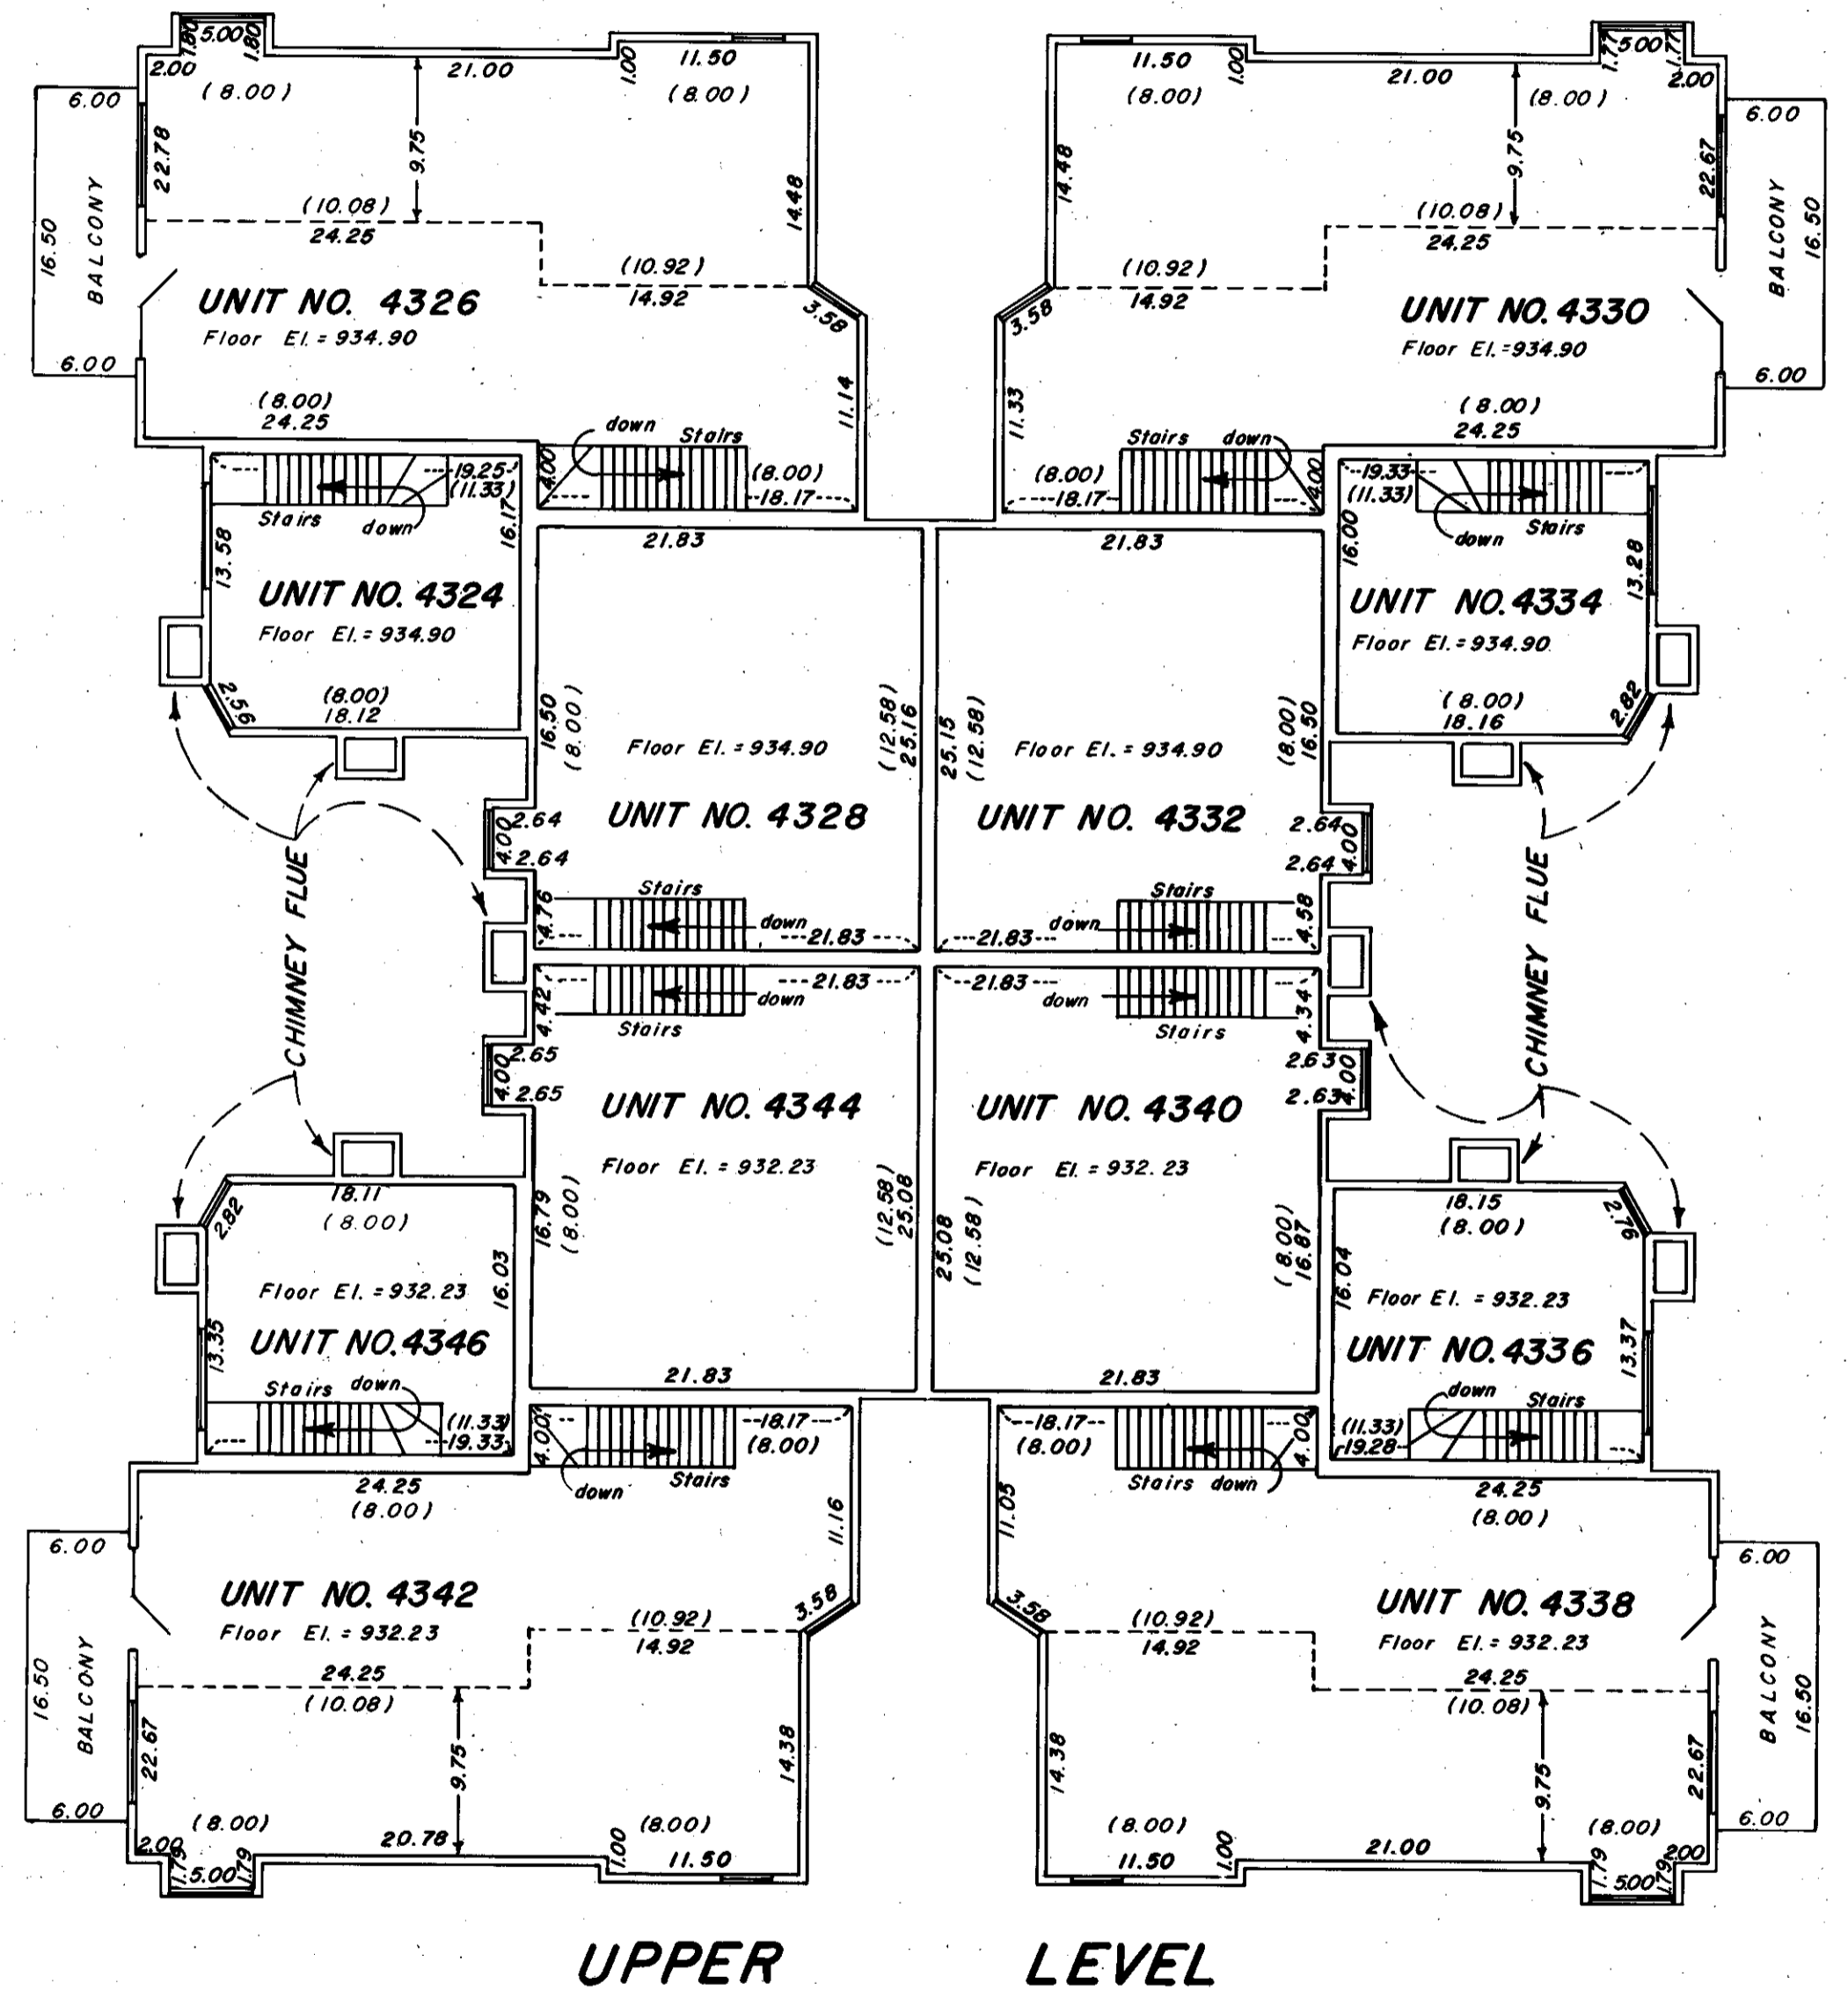 1.80 5.00 1.80
2.00 21.00 1.00 11.50
(8.00) (8.00)
6.00
22.78
9.75
14.48
16.50
BALCONY
(10.08)
24.25
(10.92)
14.92
3.58
UNIT NO. 4326
Floor El. = 934.90
6.00
11.14
(8.00)
24.25
down
Stairs
4.00
(8.00)
18.17
11.50 1.00 21.00 1.77 5.00 1.77
2.00
(8.00) (8.00)
6.00
14.48
9.75
22.67
BALCONY
16.50
(10.08)
24.25
(10.92)
14.92
3.58
UNIT NO. 4330
Floor El. = 934.90
6.00
11.33
(8.00)
24.25
Stairs down
4.00
(8.00)
18.17
19.25
(11.33)
Stairs
down
16.17
13.58
UNIT NO. 4324
Floor El. = 934.90
2.56
(8.00)
18.12
21.83
16.50
(8.00)
(12.58)
25.16
Floor El. = 934.90
UNIT NO. 4328
2.64
4.00
2.64
4.76
Stairs
down
21.83
21.83
25.15
(12.58)
(8.00)
16.50
Floor El. = 934.90
UNIT NO. 4332
2.64
4.00
2.64
4.58
Stairs
down
21.83
19.33
(11.33)
Stairs
down
16.00
13.28
UNIT NO. 4334
Floor El. = 934.90
2.82
(8.00)
18.16
CHIMNEY FLUE
CHIMNEY FLUE
21.83
down
Stairs
4.42
2.65
4.00
2.65
UNIT NO. 4344
Floor El. = 932.23
16.79
(8.00)
(12.58)
25.08
21.83
21.83
down
Stairs
4.34
2.63
4.00
2.63
UNIT NO. 4340
Floor El. = 932.23
25.08
(12.58)
(8.00)
16.87
21.83
18.11
(8.00)
2.82
16.03
Floor El. = 932.23
UNIT NO. 4346
13.35
Stairs down
(11.33)
19.33
18.15
(8.00)
2.76
16.04
Floor El. = 932.23
UNIT NO. 4336
13.37
down Stairs
(11.33)
19.28
4.00
18.17
(8.00)
Stairs
down
24.25
(8.00)
11.16
6.00
UNIT NO. 4342
Floor El. = 932.23
3.58
(10.92)
14.92
24.25
(10.08)
16.50
BALCONY
22.67
9.75
14.38
6.00
(8.00) (8.00)
2.00 20.78 1.00 11.50
1.79 5.00 1.79
18.17
(8.00)
4.00
Stairs down
24.25
(8.00)
11.05
6.00
UNIT NO. 4338
Floor El. = 932.23
3.58
(10.92)
14.92
24.25
(10.08)
BALCONY
16.50
14.38
9.75
22.67
6.00
(8.00) (8.00)
11.50 1.00 21.00 2.00
1.79 5.00 1.79
UPPER LEVEL